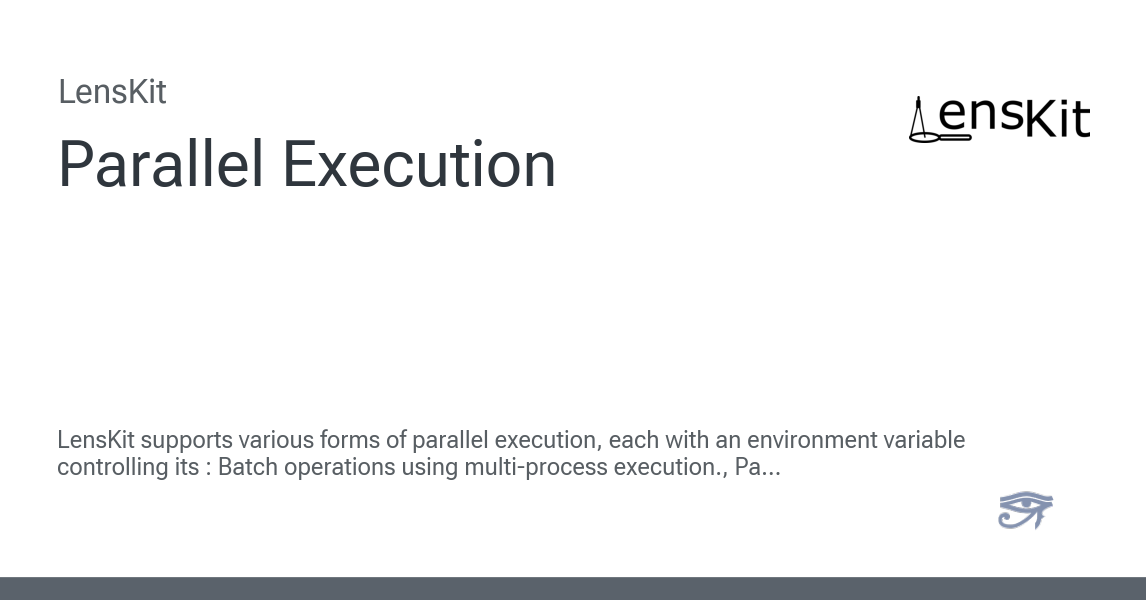 LensKit
LensKit
Parallel Execution
LensKit supports various forms of parallel execution, each with an environment variable
controlling its : Batch operations using multi-process execution., Pa...